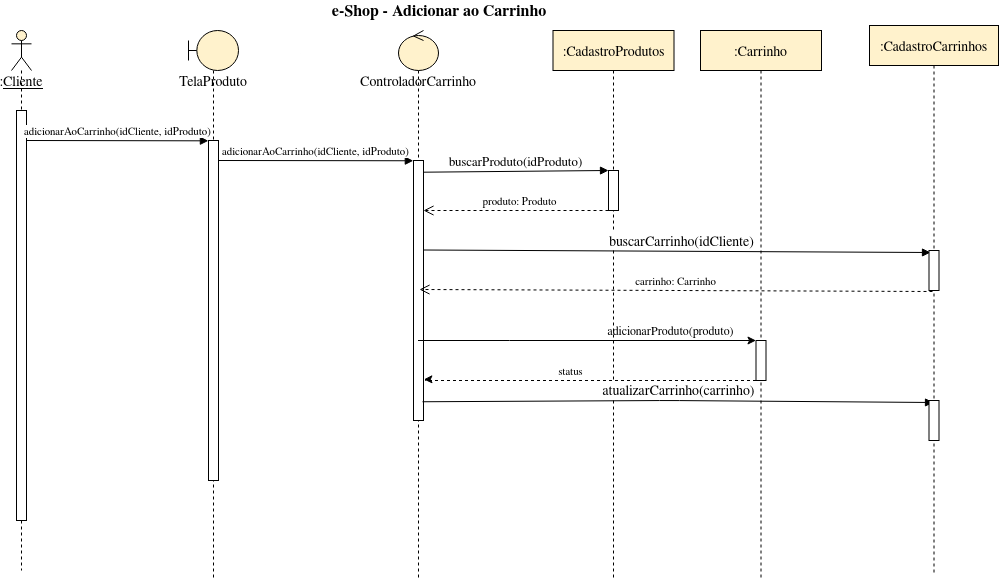 e-Shop - Adicionar ao Carrinho
:Cliente
TelaProduto
ControladorCarrinho
:CadastroProdutos
:Carrinho
:CadastroCarrinhos
adicionarAoCarrinho(idCliente, idProduto)
adicionarAoCarrinho(idCliente, idProduto)
buscarProduto(idProduto)
produto: Produto
buscarCarrinho(idCliente)
carrinho: Carrinho
adicionarProduto(produto)
status
atualizarCarrinho(carrinho)